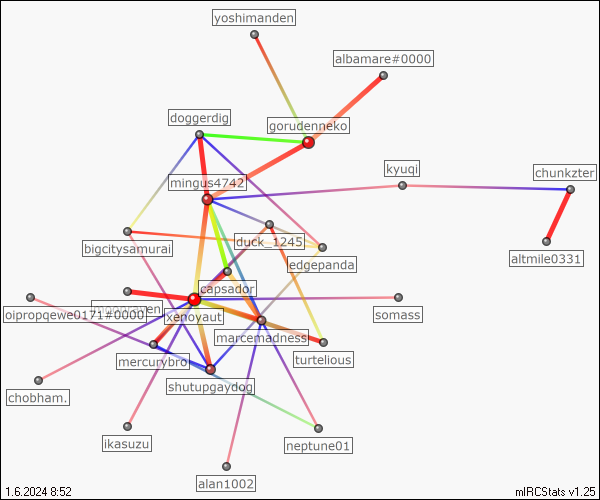 yoshimanden
albamare#0000
doggerdig
gorudenneko
kyuqi
chunkzter
mingus4742
duck_1245
bigcitysamurai
edgepanda
altmile0331
capsador
oipropqewe0171#0000
xenoyaut
somass
marcemadness
mercurybro
turtelious
shutupgaydog
chobham.
ikasuzu
neptune01
alan1002
1.6.2024 8:52
mIRCStats v1.25